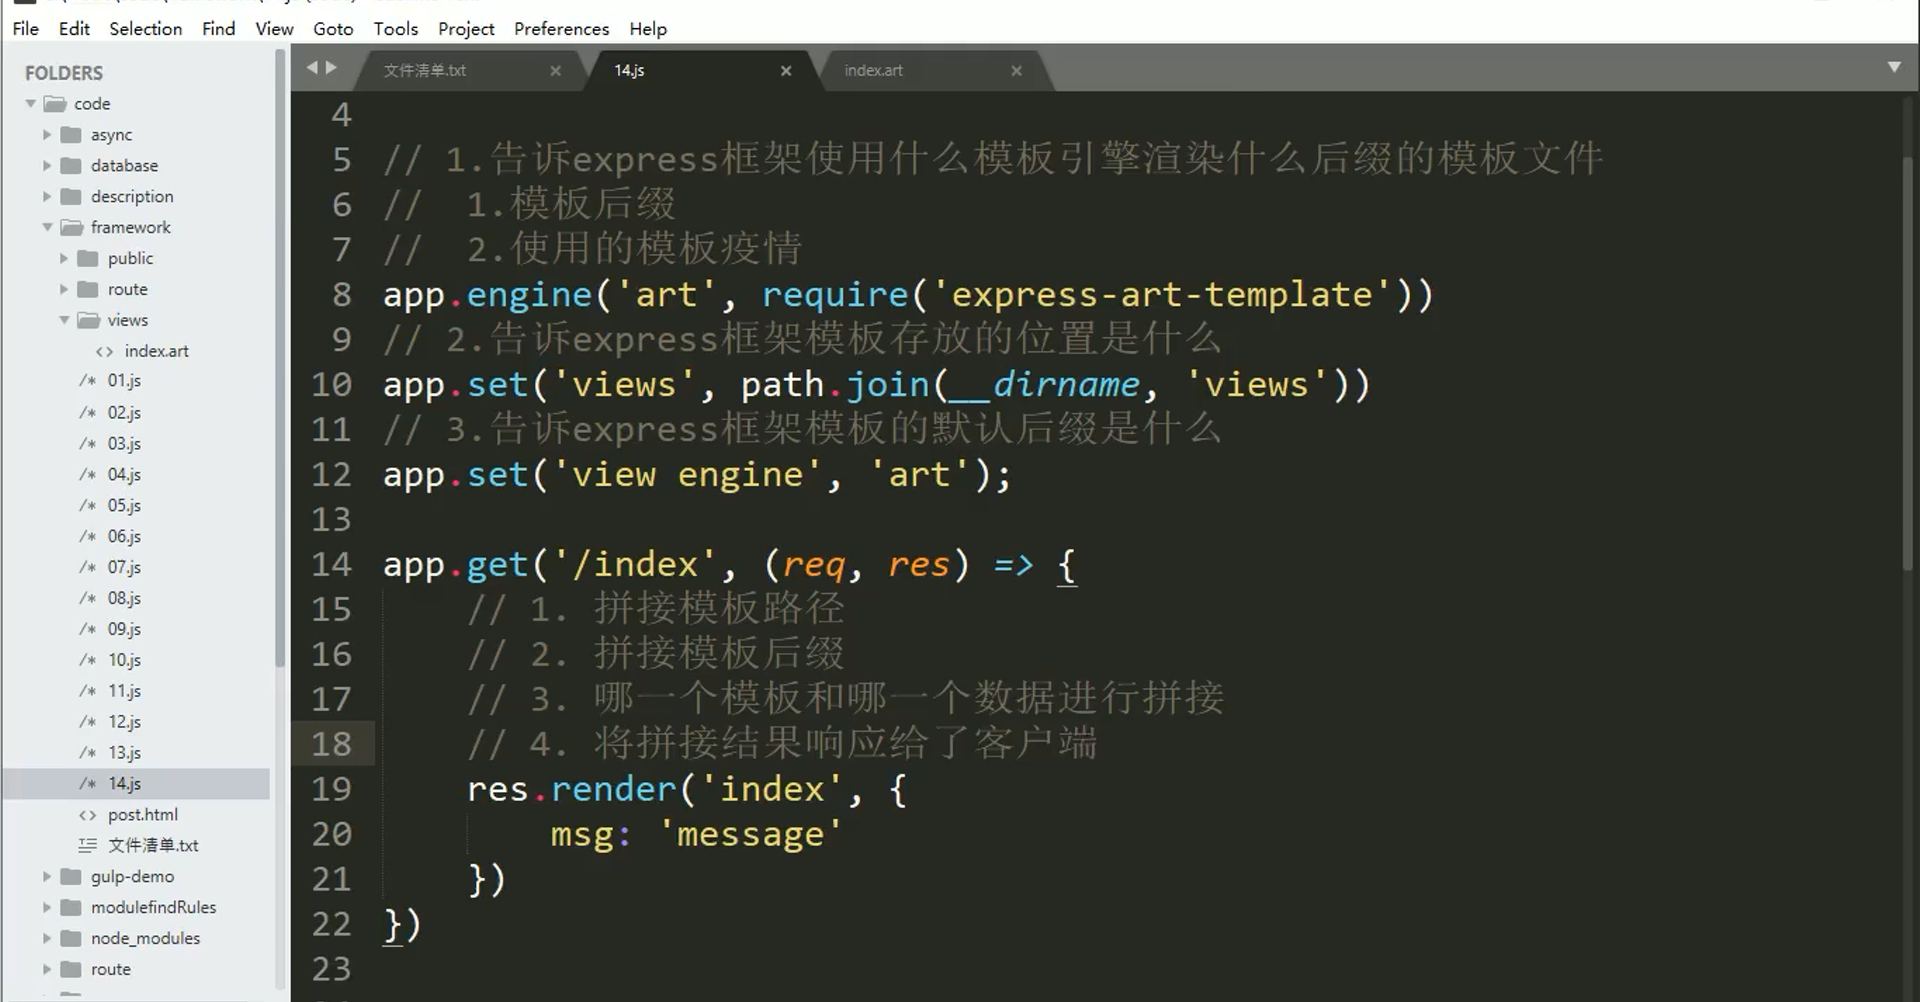 File Edit Selection Find View Goto Tools Project Preferences Help
FOLDERS
code
async
database
description
framework
public
route
views
index.art
01.js
02.js
03.js
04.js
05.js
06.js
07.js
08.js
09.js
10.js
11.js
12.js
13.js
14.js
post.html
文件清单.txt
gulp-demo
modulefindRules
node_modules
route
文件清单.txt × 14.js × index.art ×
4
5 // 1.告诉express框架使用什么模板引擎渲染什么后缀的模板文件
6 //  1.模板后缀
7 //  2.使用的模板疫情
8 app.engine('art', require('express-art-template'))
9 // 2.告诉express框架模板存放的位置是什么
10 app.set('views', path.join(__dirname, 'views'))
11 // 3.告诉express框架模板的默认后缀是什么
12 app.set('view engine', 'art');
13
14 app.get('/index', (req, res) => {
15     // 1. 拼接模板路径
16     // 2. 拼接模板后缀
17     // 3. 哪一个模板和哪一个数据进行拼接
18     // 4. 将拼接结果响应给了客户端
19     res.render('index', {
20         msg: 'message'
21     })
22 })
23